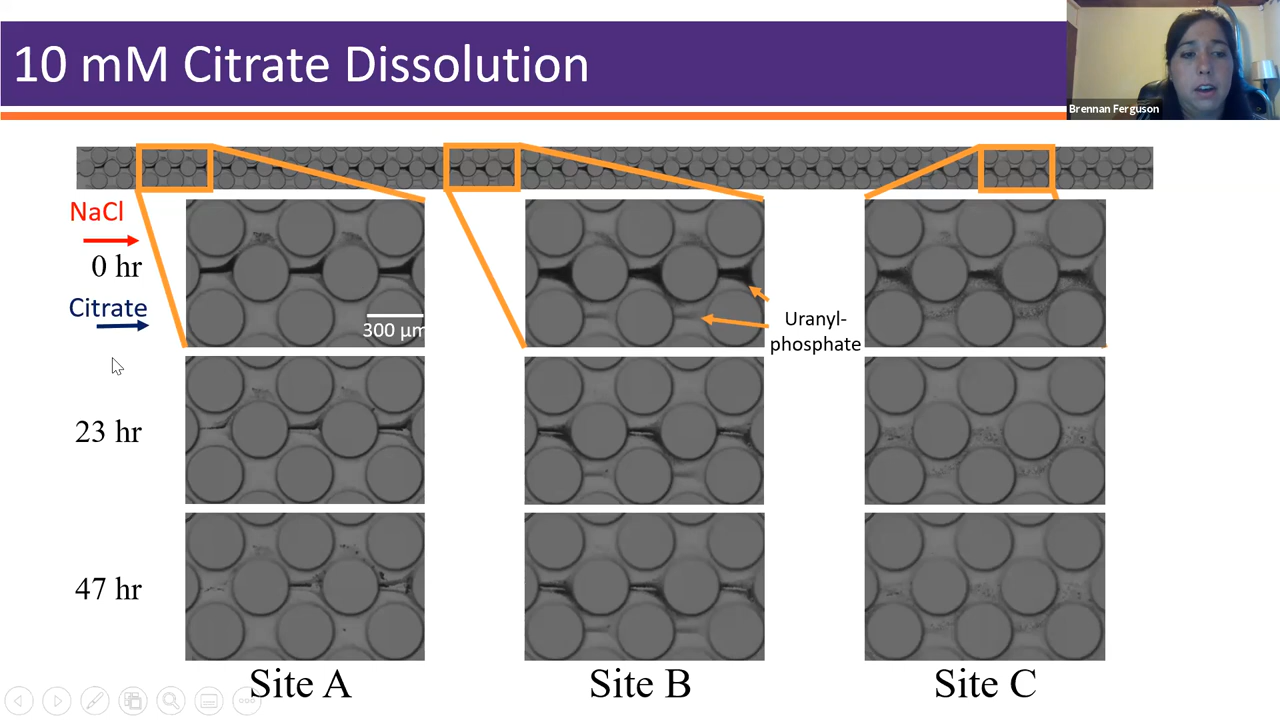 10 mM Citrate Dissolution
Brennan Ferguson
NaCl
0 hr
Citrate
300 μm
Uranyl-
phosphate
23 hr
47 hr
Site A
Site B
Site C